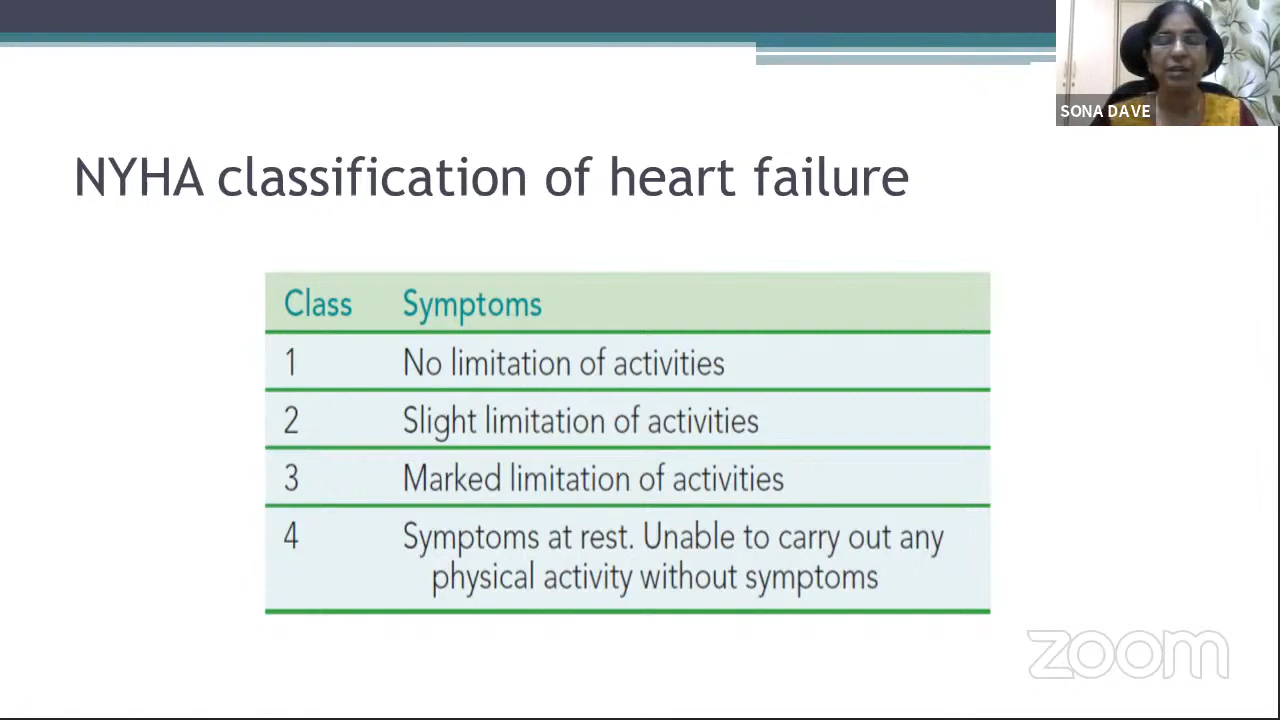 SONA DAVE
NYHA classification of heart failure
Class Symptoms
1 No limitation of activities
2 Slight limitation of activities
3 Marked limitation of activities
4 Symptoms at rest. Unable to carry out any
physical activity without symptoms
zoom